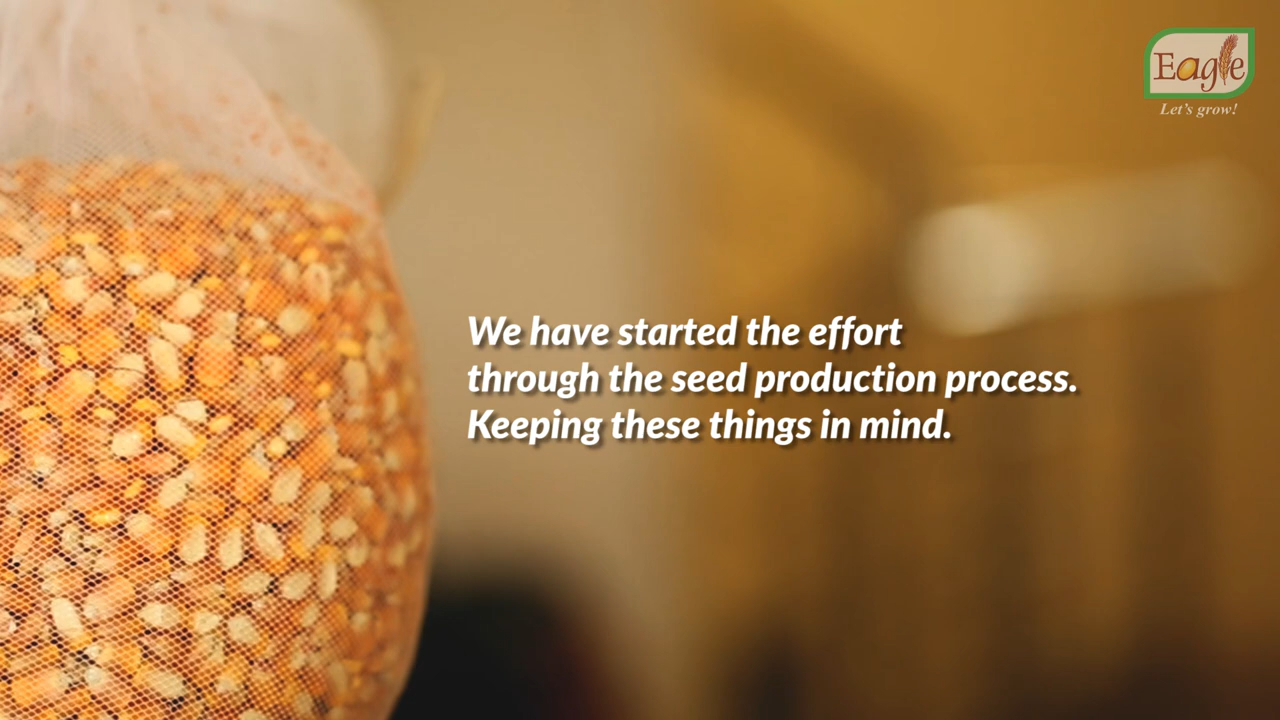 Eagle
Let's grow!
We have started the effort
through the seed production process.
Keeping these things in mind.